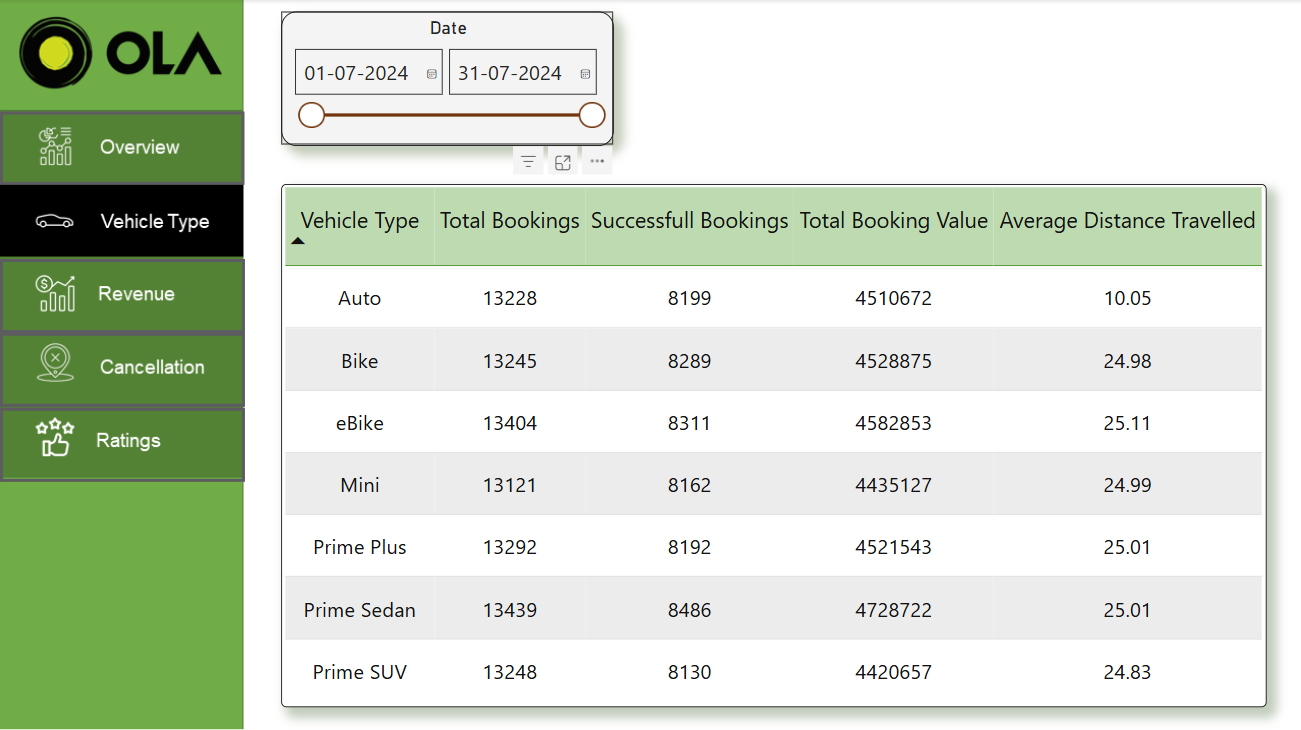 OLA
Overview
Vehicle Type
Revenue
Cancellation
Ratings
Date
01-07-2024 31-07-2024
Vehicle Type Total Bookings Successfull Bookings Total Booking Value Average Distance Travelled
Auto 13228 8199 4510672 10.05
Bike 13245 8289 4528875 24.98
eBike 13404 8311 4582853 25.11
Mini 13121 8162 4435127 24.99
Prime Plus 13292 8192 4521543 25.01
Prime Sedan 13439 8486 4728722 25.01
Prime SUV 13248 8130 4420657 24.83